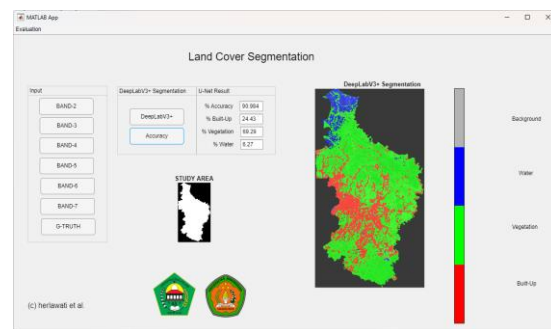 MATLAB App
Evaluation
Land Cover Segmentation
Input
BAND-2
BAND-3
BAND-4
BAND-5
BAND-6
BAND-7
G-TRUTH
DeepLabV3+ Segmentation
DeepLabV3+
Accuracy
U-Net Result
% Accuracy 90.994
% Built-Up 24.43
% Vegetation 69.29
% Water 6.27
STUDY AREA
DeepLabV3+ Segmentation
Background
Water
Vegetation
Built-Up
(c) herlawati et al.